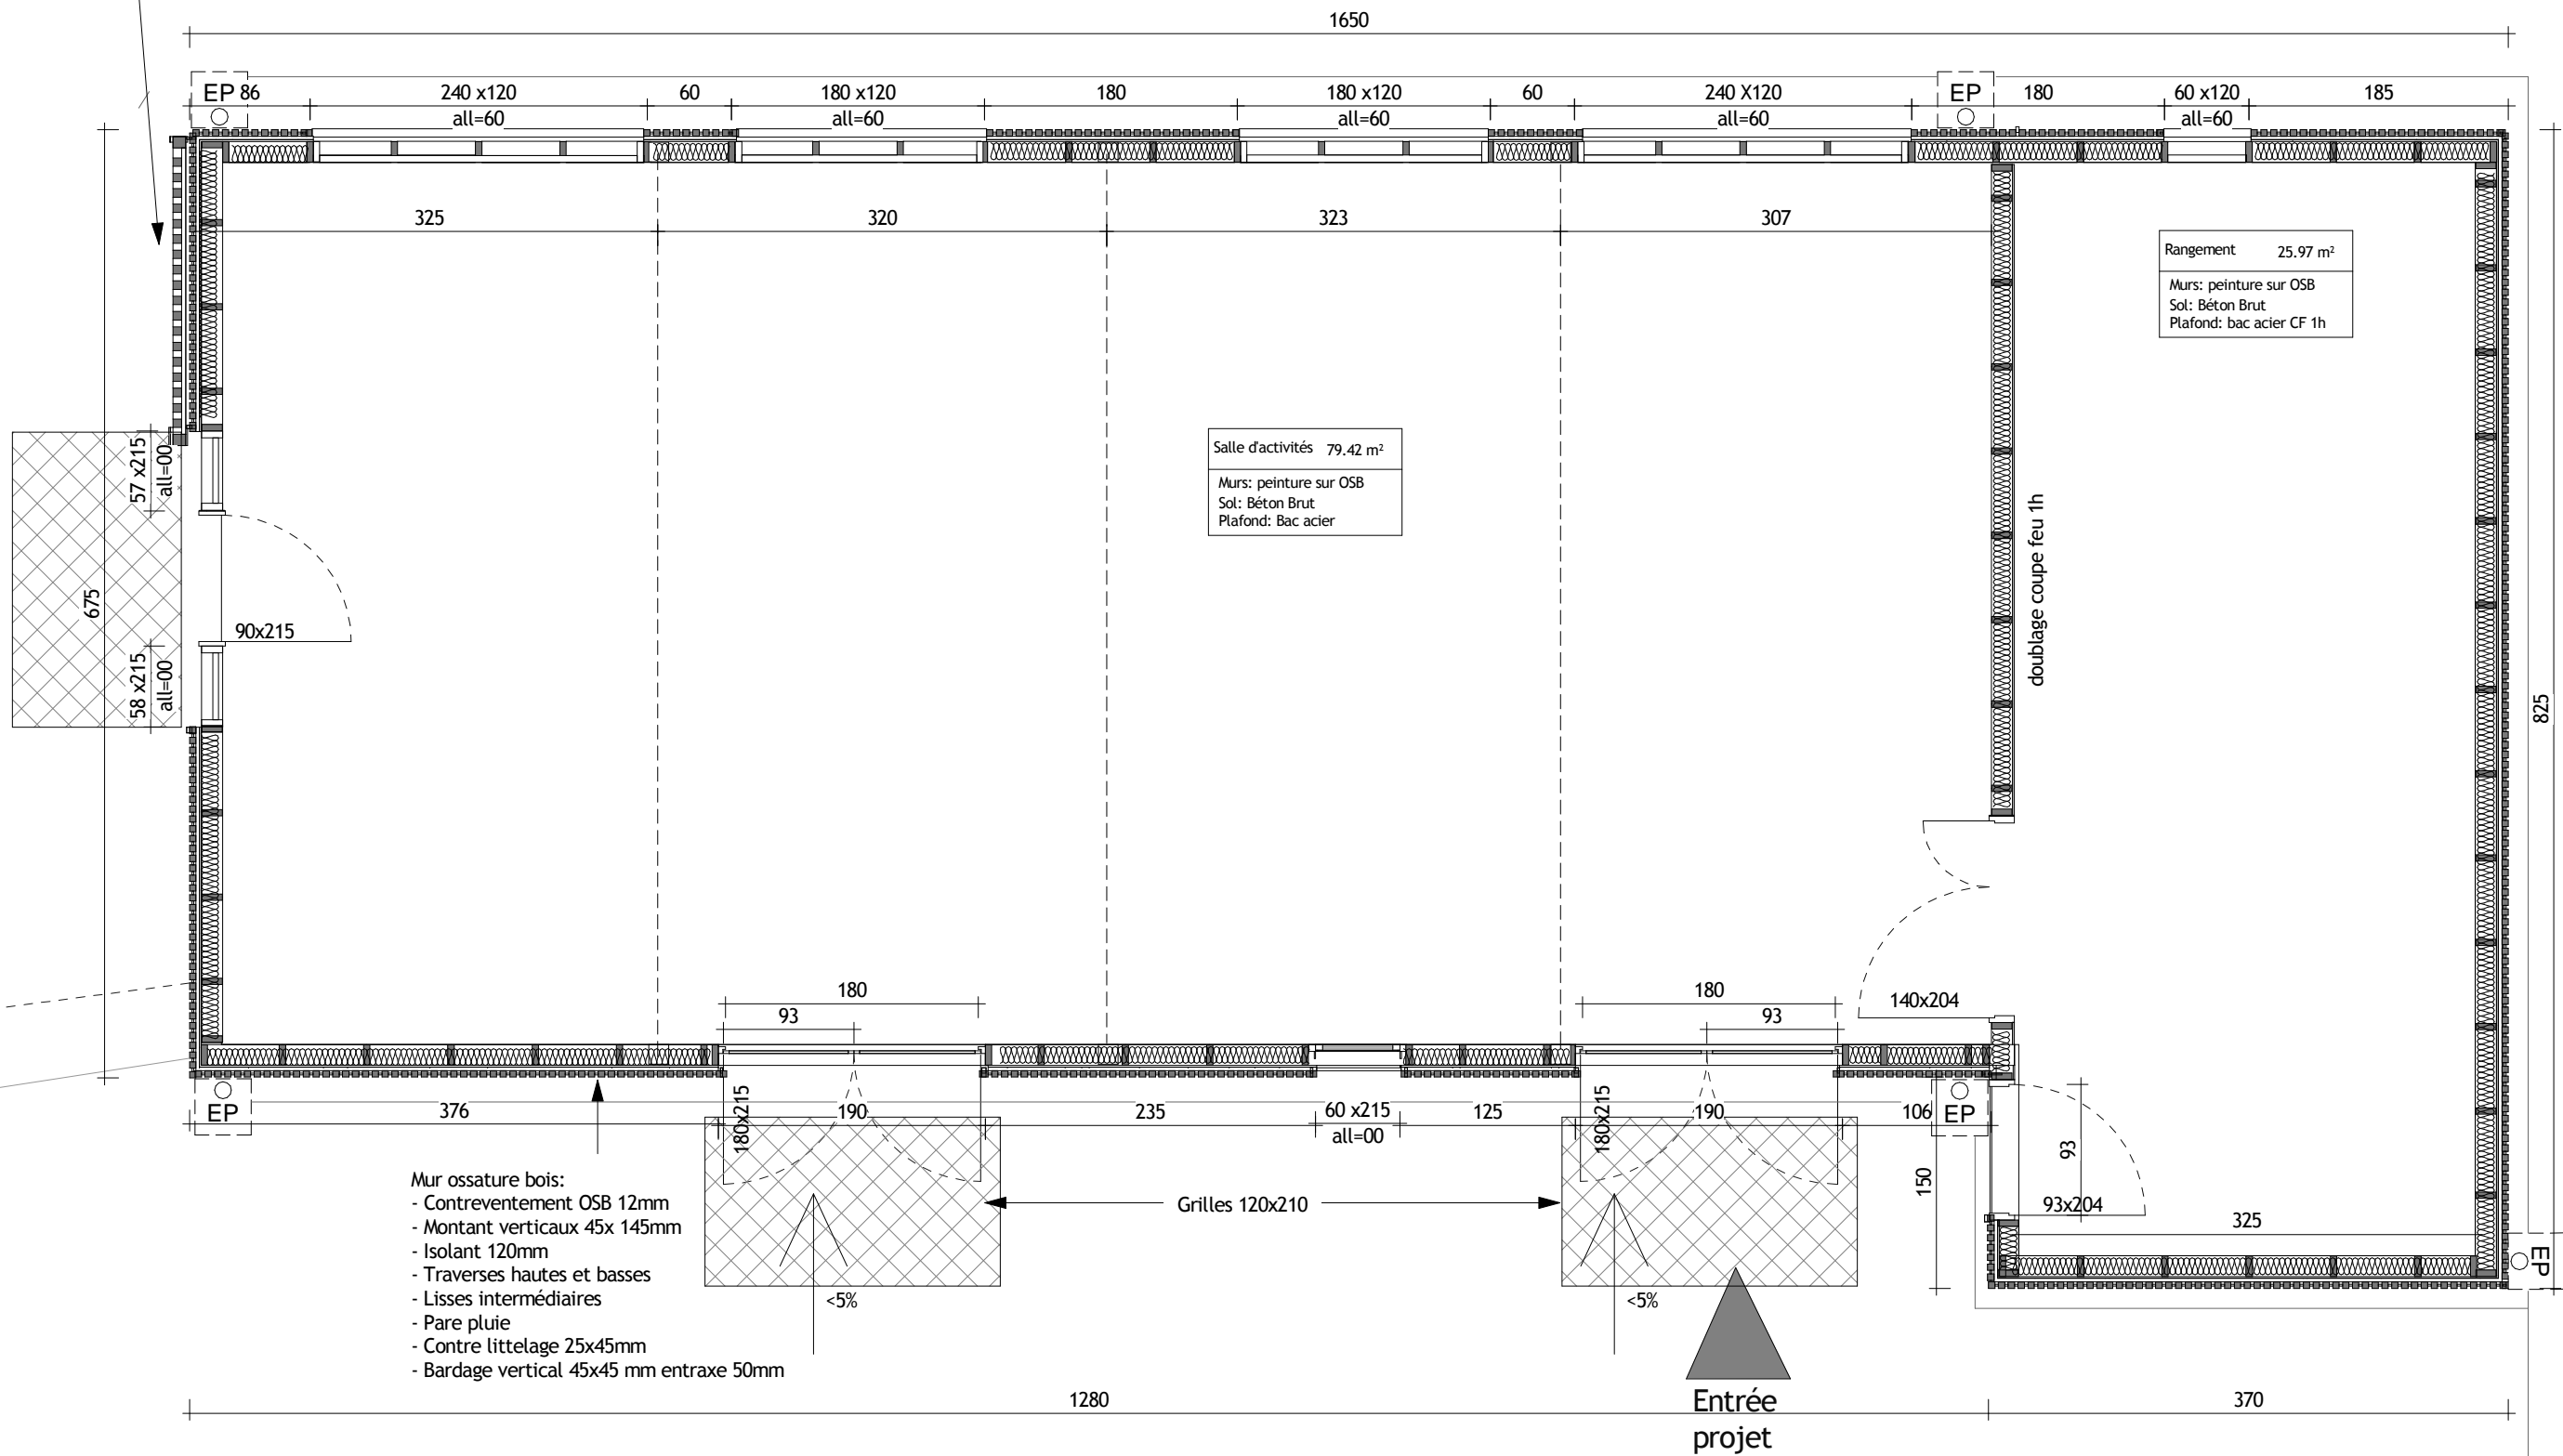 1650
EP 86
240 x120
all=60
60
180 x120
all=60
180
180 x120
all=60
60
240 X120
all=60
EP
180
60 x120
all=60
185
325
320
323
307
Rangement 25.97 m²
Murs: peinture sur OSB
Sol: Béton Brut
Plafond: bac acier CF 1h
Salle d'activités 79.42 m²
Murs: peinture sur OSB
Sol: Béton Brut
Plafond: Bac acier
57 x215
all=00
675
90x215
58 x215
all=00
doublage coupe feu 1h
825
180
93
180
93
140x204
EP
376
180x215
190
235
60 x215
all=00
125
180x215
190
106
EP
150
93
93x204
325
EP
Grilles 120x210
Mur ossature bois:
- Contreventement OSB 12mm
- Montant verticaux 45x 145mm
- Isolant 120mm
- Traverses hautes et basses
- Lisses intermédiaires
- Pare pluie
- Contre littelage 25x45mm
- Bardage vertical 45x45 mm entraxe 50mm
<5%
<5%
Entrée
projet
1280
370